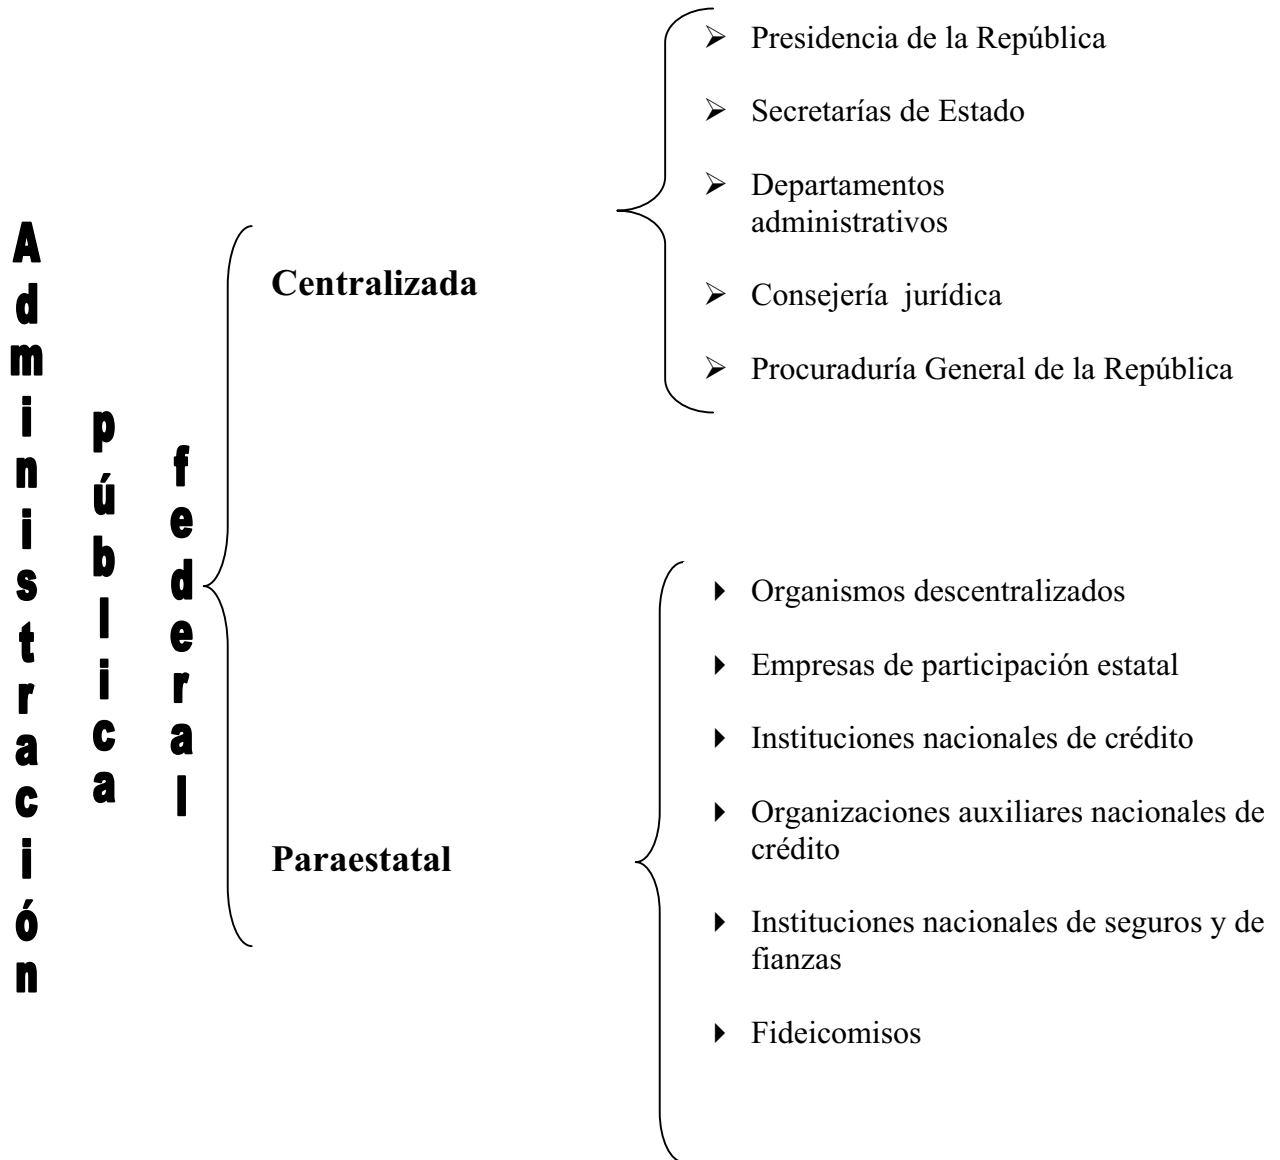 Administración
pública
federal
Centralizada
Presidencia de la República
Secretarías de Estado
Departamentos
administrativos
Consejería jurídica
Procuraduría General de la República
Paraestatal
Organismos descentralizados
Empresas de participación estatal
Instituciones nacionales de crédito
Organizaciones auxiliares nacionales de
crédito
Instituciones nacionales de seguros y de
fianzas
Fideicomisos